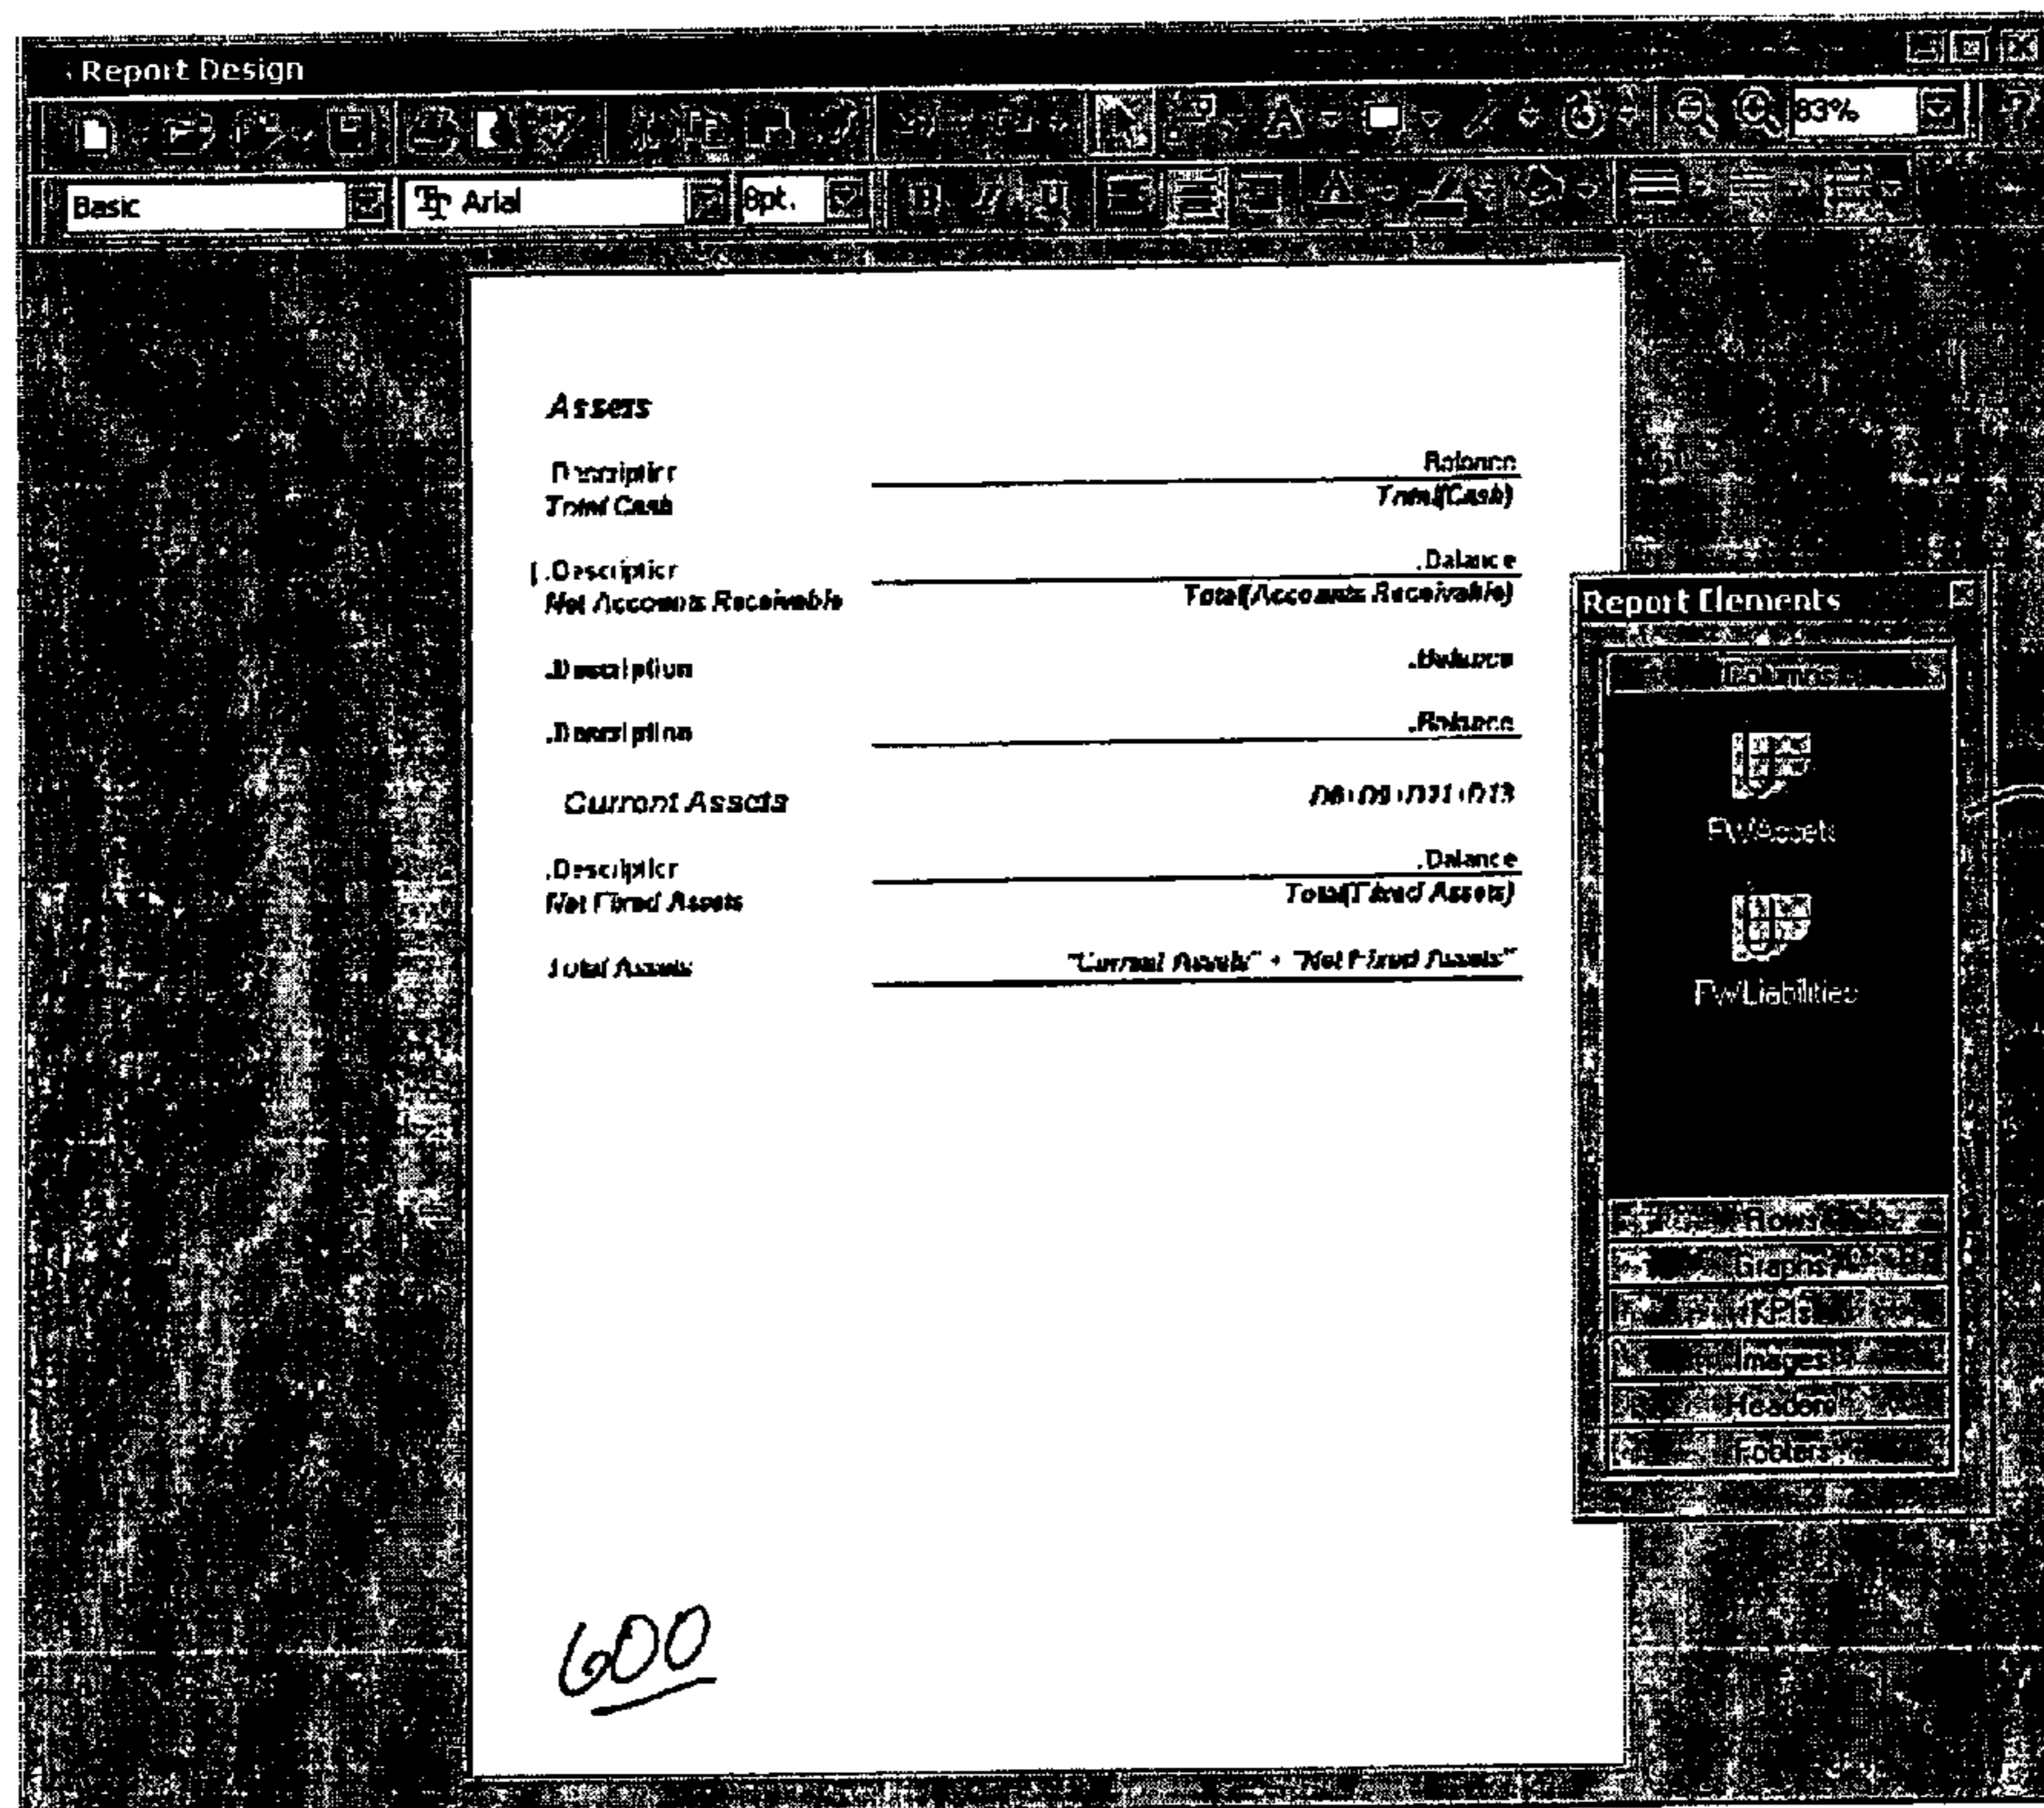 Report Design
83%
Basic Arial 8pt.
Assets
.Description .Balance
Total Cash Total(Cash)
.Description .Balance
Net Accounts Receivable Total(Accounts Receivable)
.Description .Balance
.Description .Balance
Current Assets
.Description .Balance
Net Fixed Assets Total(Fixed Assets)
Total Assets "Current Assets" + "Net Fixed Assets"
Report Elements
Columns
FWAssets
FWLiabilities
Rows
Graphs
KPIs
Images
Headers
Footers
600